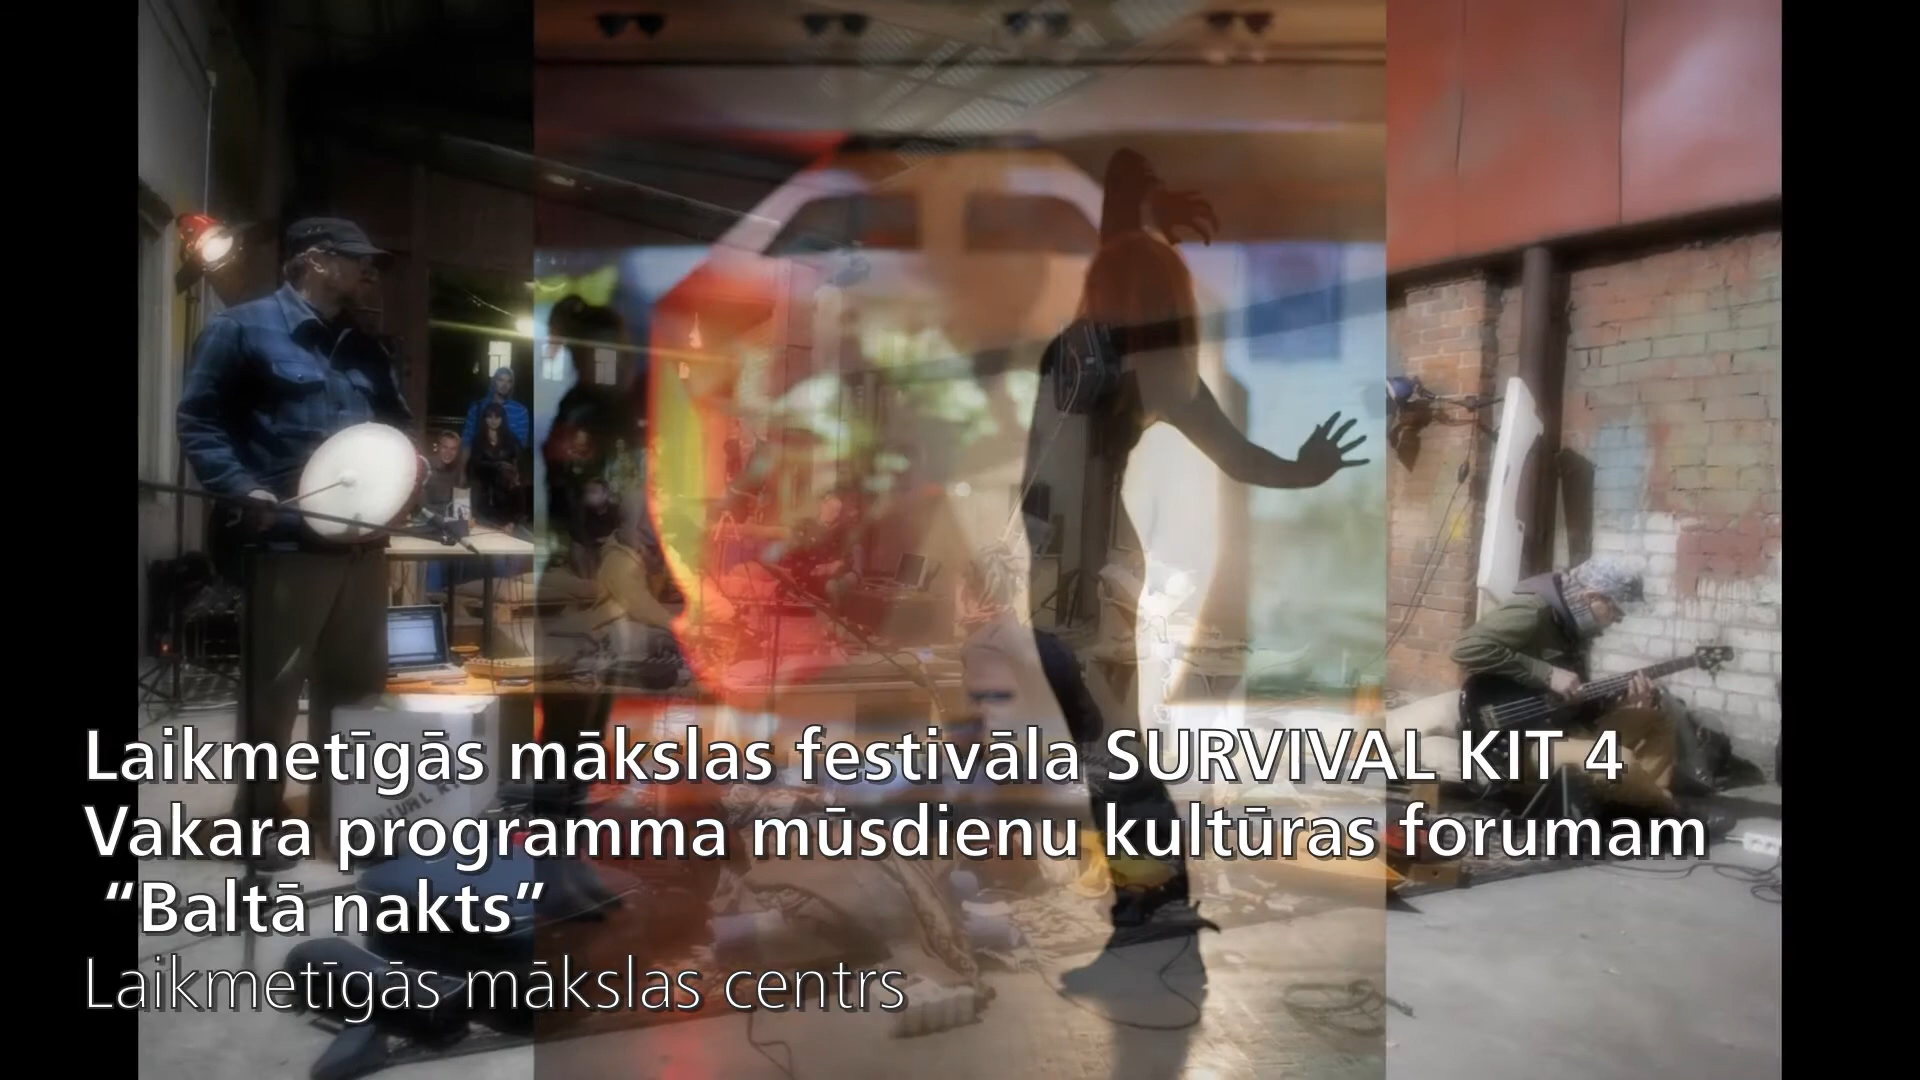 Laikmetīgās mākslas festivāla SURVIVAL KIT 4
Vakara programma mūsdienu kultūras forumam
“Baltā nakts”
Laikmetīgās mākslas centrs